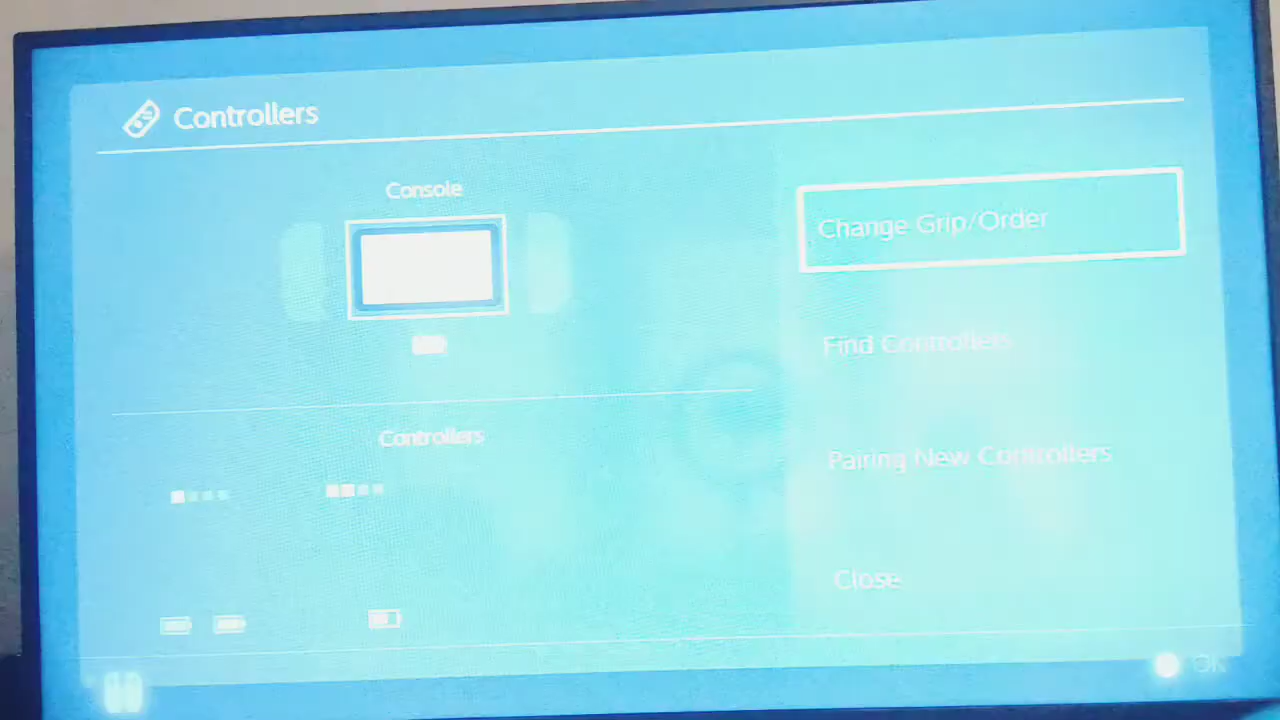 Controllers
Console
Change Grip/Order
Find Controllers
Controllers
Pairing New Controllers
Close
OK